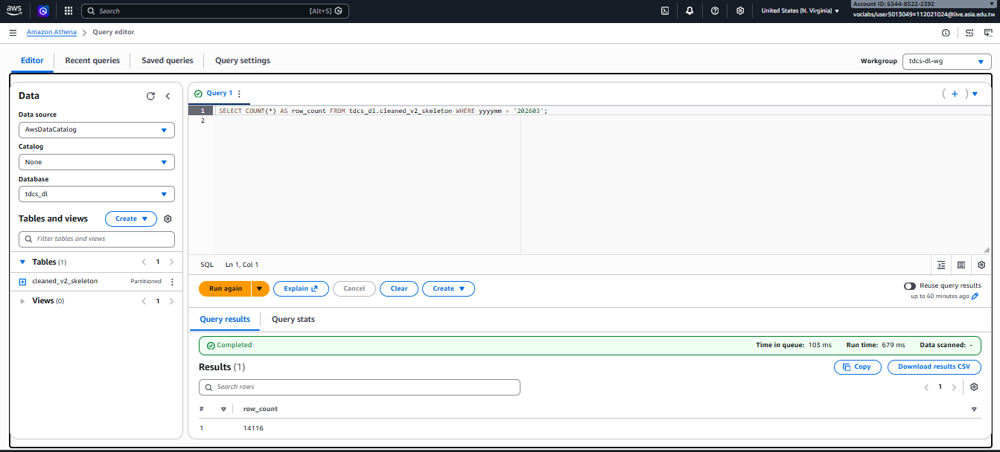 aws
Search [Alt+S]
United States (N. Virginia)
Account ID: 6544-8522-2392
voclabs/user5013049=112021024@live.asia.edu.tw
Amazon Athena > Query editor
Editor Recent queries Saved queries Query settings
Workgroup tdcs-dl-wg
Data
Data source
AwsDataCatalog
Catalog
None
Database
tdcs_dl
Tables and views Create
Filter tables and views
Tables (1) < 1 >
cleaned_v2_skeleton Partitioned
Views (0) < 1 >
Query 1
1 SELECT COUNT(*) AS row_count FROM tdcs_dl.cleaned_v2_skeleton WHERE yyyymm = '202603';
2
SQL Ln 1, Col 1
Run again Explain Cancel Clear Create
Reuse query results
up to 60 minutes ago
Query results Query stats
Completed Time in queue: 103 ms Run time: 679 ms Data scanned: -
Results (1) Copy Download results CSV
Search rows < 1 >
# row_count
1 14116